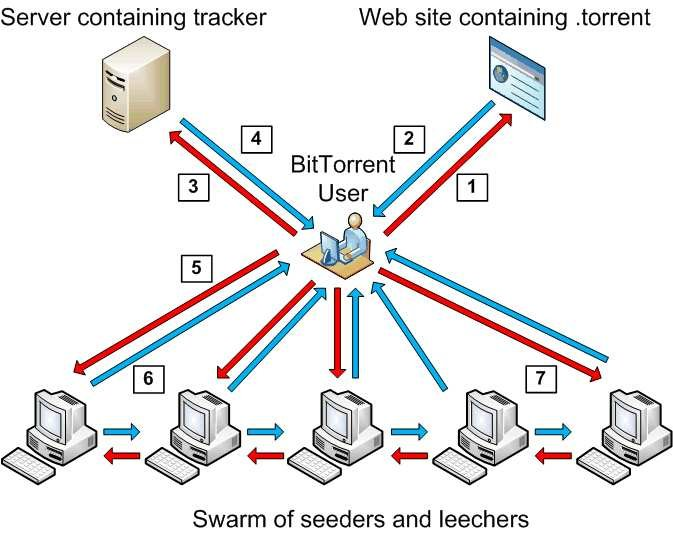 Server containing tracker
Web site containing .torrent
4
2
BitTorrent
User
3
1
5
6
7
Swarm of seeders and leechers